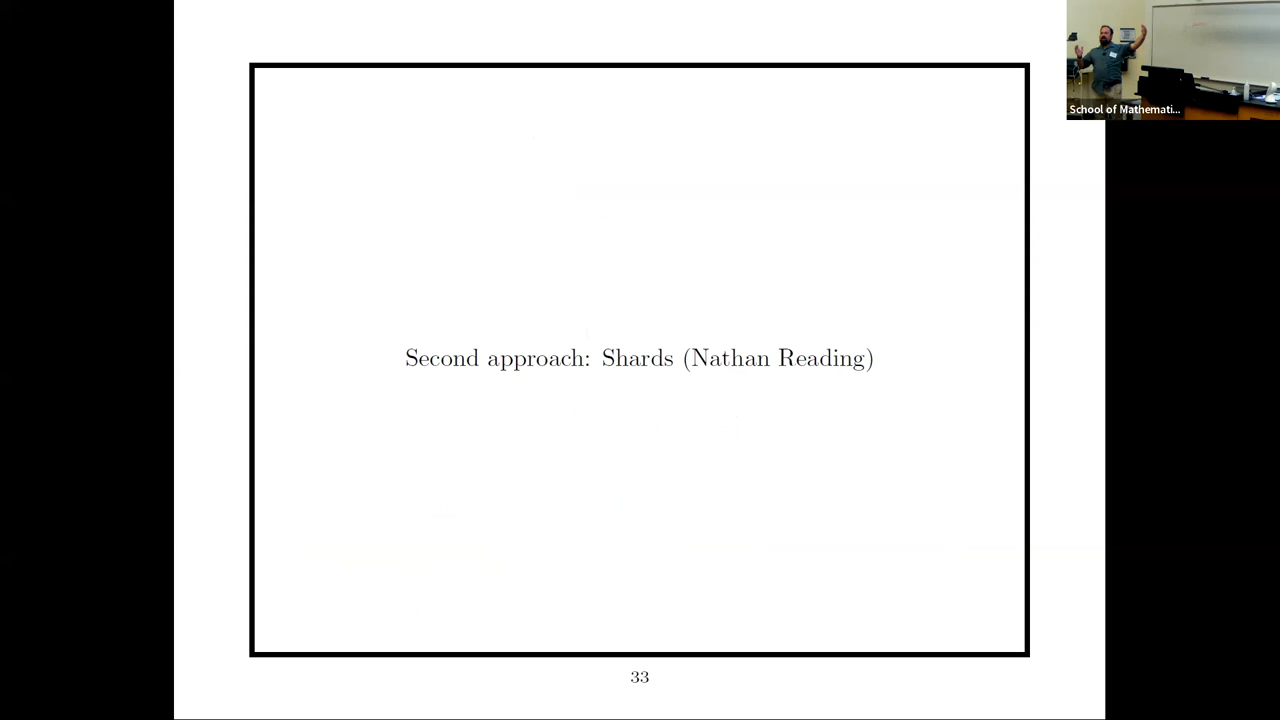 School of Mathemati...
Second approach: Shards (Nathan Reading)
33